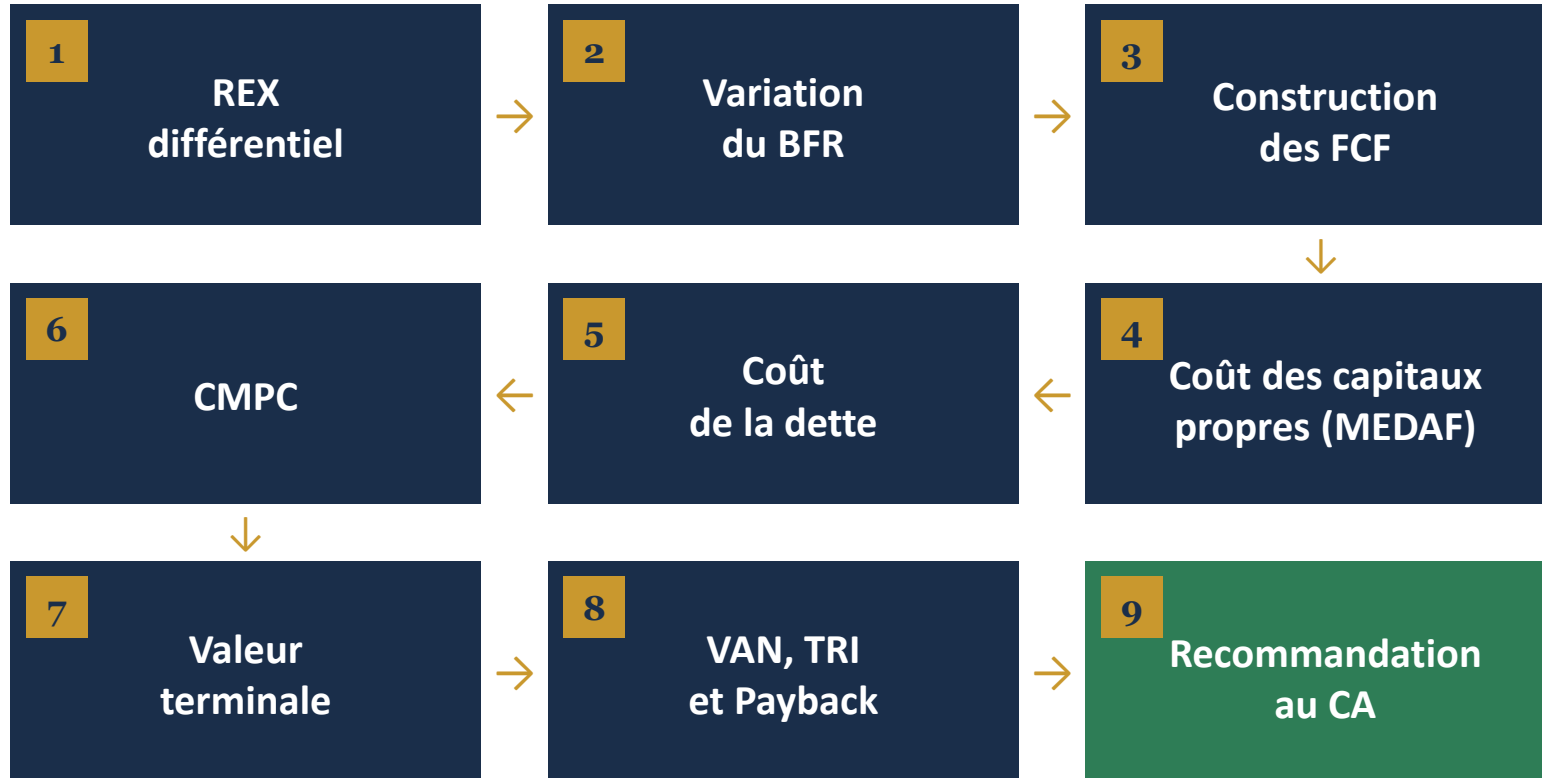 1
REX
différentiel
→
2
Variation
du BFR
→
3
Construction
des FCF
↓
4
Coût des capitaux
propres (MEDAF)
←
5
Coût
de la dette
←
6
CMPC
↓
7
Valeur
terminale
→
8
VAN, TRI
et Payback
→
9
Recommandation
au CA